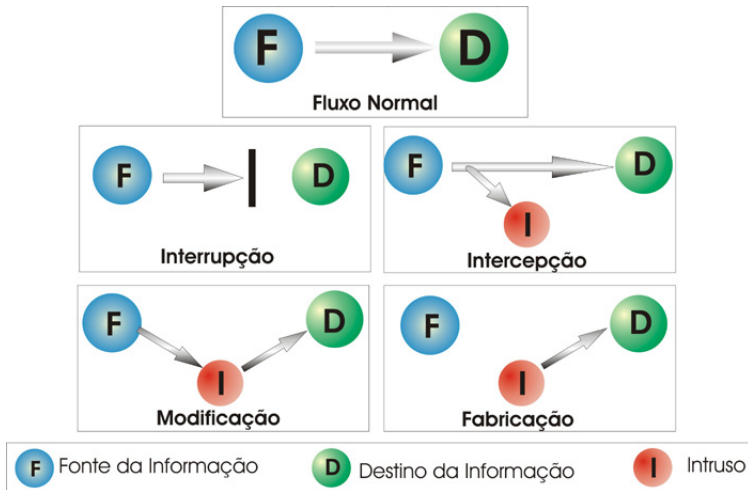 F D
Fluxo Normal
F D
Interrupção
F D
I
Intercepção
F D
I
Modificação
F D
I
Fabricação
F Fonte da Informação D Destino da Informação I Intruso